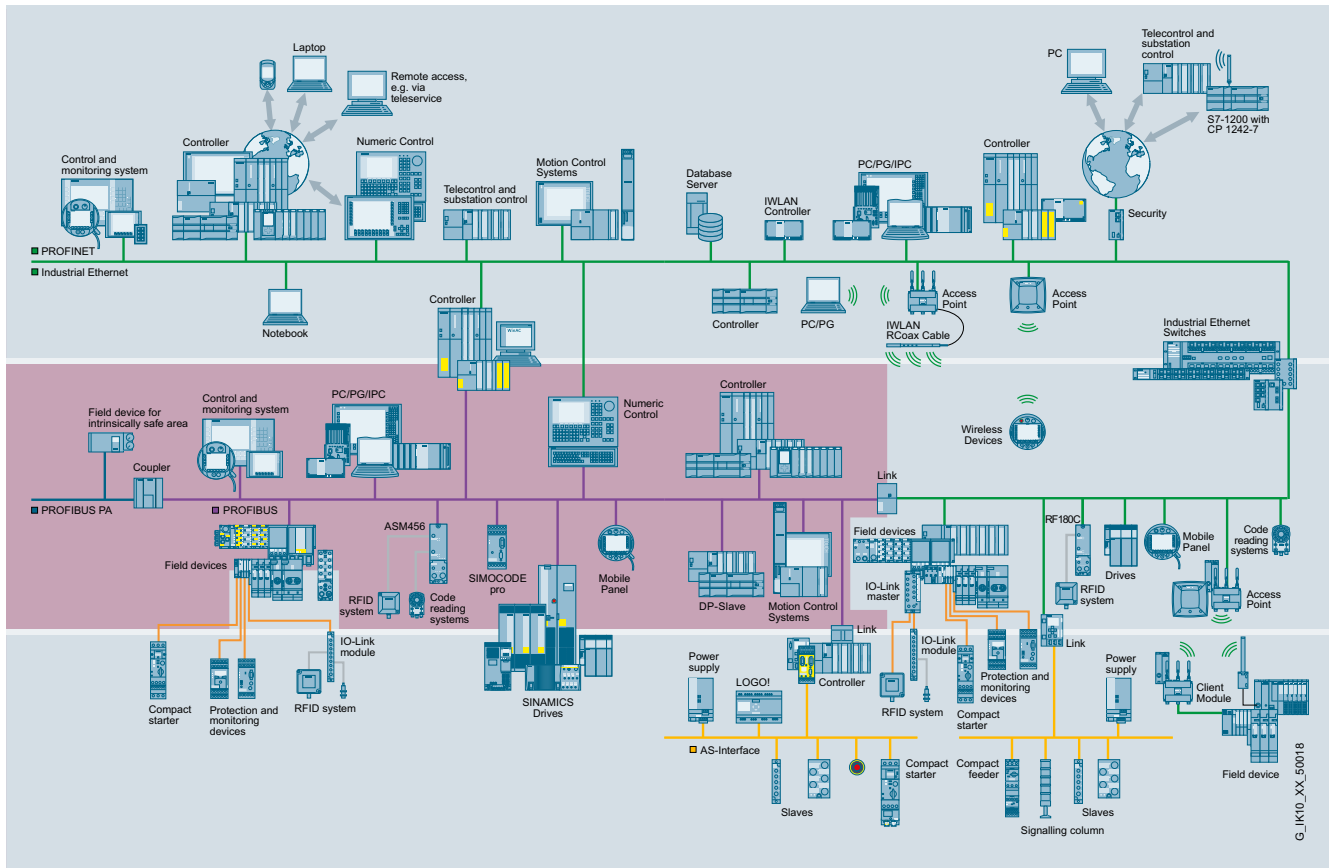 Laptop
Remote access,
e.g. via
teleservice
PC
Telecontrol and
substation
control
S7-1200 with
CP 1242-7
Control and
monitoring system
Controller
Numeric Control
Telecontrol and
substation control
Motion Control
Systems
Database
Server
IWLAN
Controller
PC/PG/IPC
Controller
Security
PROFINET
Industrial Ethernet
Notebook
Controller
WinAC
Controller
PC/PG
Access
Point
IWLAN
RCoax Cable
Access
Point
Industrial Ethernet
Switches
Field device for
intrinsically safe area
Control and
monitoring system
PC/PG/IPC
Numeric
Control
Controller
Wireless
Devices
Coupler
Link
PROFIBUS PA
PROFIBUS
Field devices
ASM456
RFID
system
Code
reading
systems
SIMOCODE
pro
Mobile
Panel
DP-Slave
Motion Control
Systems
Field devices
IO-Link
master
RF180C
RFID
system
Drives
Mobile
Panel
Code
reading
systems
Access
Point
Compact
starter
Protection and
monitoring
devices
IO-Link
module
RFID system
SINAMICS
Drives
Link
Power
supply
LOGO!
Controller
IO-Link
module
RFID system
Compact
starter
Protection and
monitoring
devices
Link
Power
supply
Client
Module
Field device
AS-Interface
Slaves
Compact
starter
Compact
feeder
Signalling column
Slaves
G_IK10_XX_50018